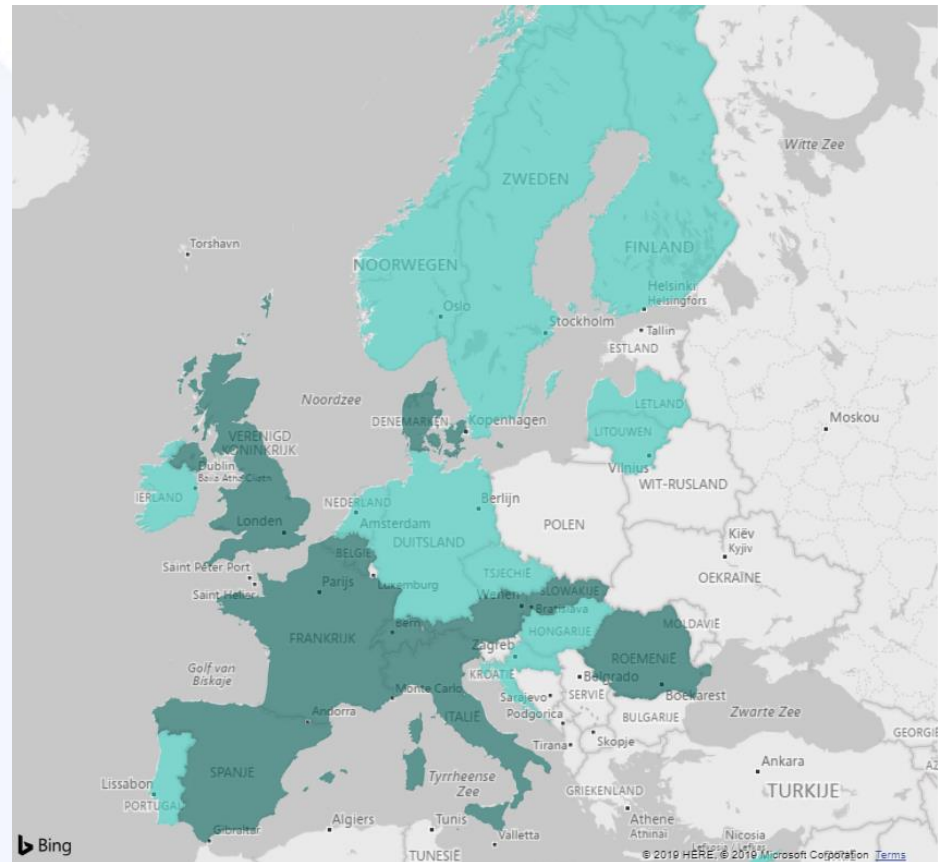 Witte Zee
ZWEDEN
FINLAND
Torshavn
NOORWEGEN
Helsinki
Helsingfors
Oslo
Stockholm
Tallin
ESTLAND
Noordzee
LETLAND
Moskou
DENEMARKEN
Kopenhagen
LITOUWEN
VERENIGD
KONINKRIJK
Vilnius
Dublin
WIT-RUSLAND
IERLAND
NEDERLAND
Berlijn
Londen
Amsterdam
POLEN
DUITSLAND
Kiëv
Kyjiv
BELGIE
Saint Peter Port
TSJECHIË
OEKRAÏNE
Parijs
Luxemburg
Saint Helier
Wenen
SLOWAKIJE
Bratislava
Bern
MOLDAVIË
HONGARIJE
FRANKRIJK
Zagreb
ROEMENIË
KROATIË
Golf van
Biskaje
Belgrado
Monte Carlo
Sarajevo
SERVIË
Boekarest
Andorra
ITALIË
Podgorica
BULGARIJE
Zwarte Zee
Skopje
GEORGIË
Tirana
SPANJE
Tyrrheense
Zee
Ankara
AZ
Lissabon
GRIEKENLAND
TURKIJE
PORTUGAL
Algiers
Tunis
Athene
Athinai
Gibraltar
Valletta
Nicosia
Bing
TUNESIË
© 2019 HERE, © 2019 Microsoft Corporation Terms